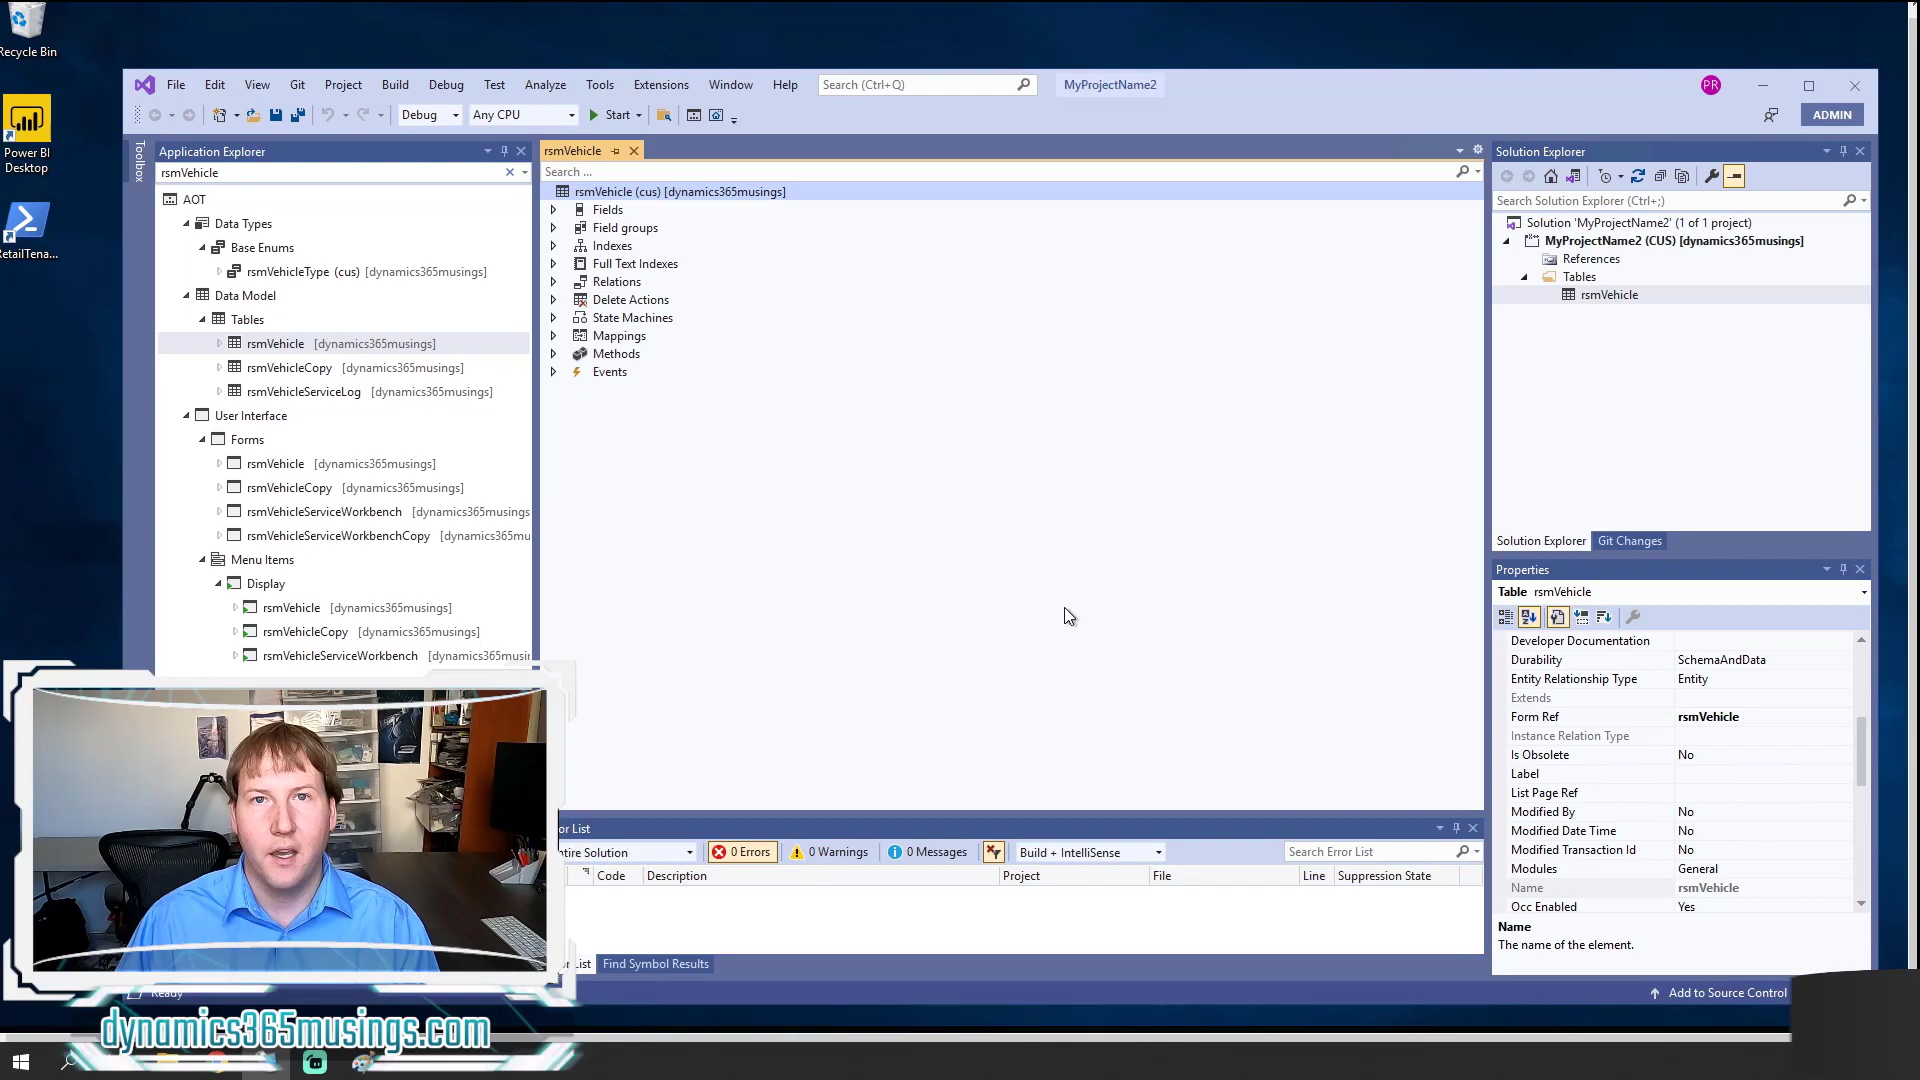 Recycle Bin
Power BI
Desktop
RetailTena...
File Edit View Git Project Build Debug Test Analyze Tools Extensions Window Help Search (Ctrl+Q) MyProjectName2 PR
Debug Any CPU Start ADMIN
Toolbox
Application Explorer
rsmVehicle
AOT
Data Types
Base Enums
rsmVehicleType (cus) [dynamics365musings]
Data Model
Tables
rsmVehicle [dynamics365musings]
rsmVehicleCopy [dynamics365musings]
rsmVehicleServiceLog [dynamics365musings]
User Interface
Forms
rsmVehicle [dynamics365musings]
rsmVehicleCopy [dynamics365musings]
rsmVehicleServiceWorkbench [dynamics365musings
rsmVehicleServiceWorkbenchCopy [dynamics365mu
Menu Items
Display
rsmVehicle [dynamics365musings]
rsmVehicleCopy [dynamics365musings]
rsmVehicleServiceWorkbench [dynamics365musi
rsmVehicle
Search ...
rsmVehicle (cus) [dynamics365musings]
Fields
Field groups
Indexes
Full Text Indexes
Relations
Delete Actions
State Machines
Mappings
Methods
Events
or List
ntire Solution 0 Errors 0 Warnings 0 Messages Build + IntelliSense Search Error List
Code Description Project File Line Suppression State
or List Find Symbol Results
Solution Explorer
Search Solution Explorer (Ctrl+;)
Solution 'MyProjectName2' (1 of 1 project)
MyProjectName2 (CUS) [dynamics365musings]
References
Tables
rsmVehicle
Solution Explorer Git Changes
Properties
Table rsmVehicle
Developer Documentation
Durability SchemaAndData
Entity Relationship Type Entity
Extends
Form Ref rsmVehicle
Instance Relation Type
Is Obsolete No
Label
List Page Ref
Modified By No
Modified Date Time No
Modified Transaction Id No
Modules General
Name rsmVehicle
Occ Enabled Yes
Name
The name of the element.
Ready Add to Source Control
dynamics365musings.com